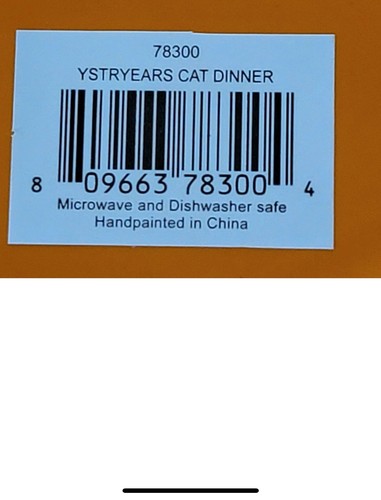 78300
YSTRYEARS CAT DINNER
8 09663 78300 4
Microwave and Dishwasher safe
Handpainted in China